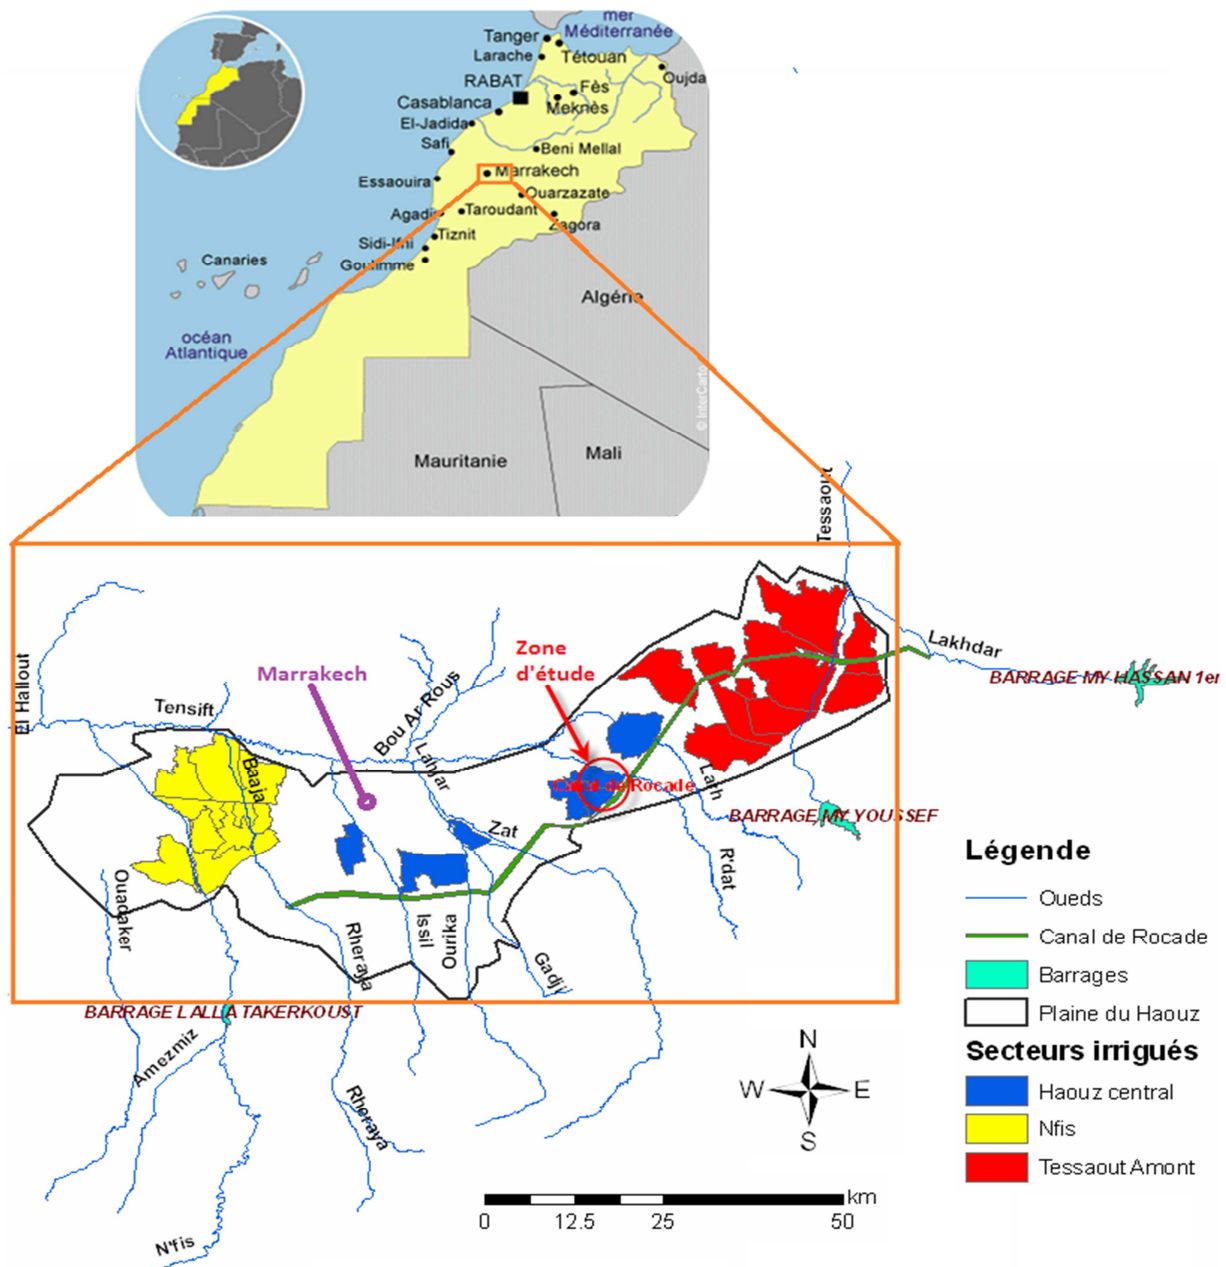 mer
Méditerranée
Tanger
Larache
Tétouan
Oujda
RABAT
Fès
Meknès
Casablanca
El-Jadida
Safi
Beni Mellal
Marrakech
Essaouira
Ouarzazate
Agadir
Taroudant
Zagora
Tiznit
Sidi-Ifni
Goulimme
Canaries
Algérie
océan
Atlantique
© InterCarto
Mauritanie
Mali
Tessaout
Lakhdar
BARRAGE MY HASSAN 1er
Zone
d'étude
Marrakech
El Hallout
Tensift
Bou Ar Rous
Lahjar
Baaja
Canal de Rocade
Larh
BARRAGE MY YOUSSEF
Zat
R'dat
Ouadaker
Rheraya
Issil
Ourika
Gadji
BARRAGE LALLA TAKERKOUST
Amezmiz
Rheraya
N'fis
Légende
Oueds
Canal de Rocade
Barrages
Plaine du Haouz
Secteurs irrigués
Haouz central
Nfis
Tessaout Amont
N
W
E
S
km
0
12.5
25
50